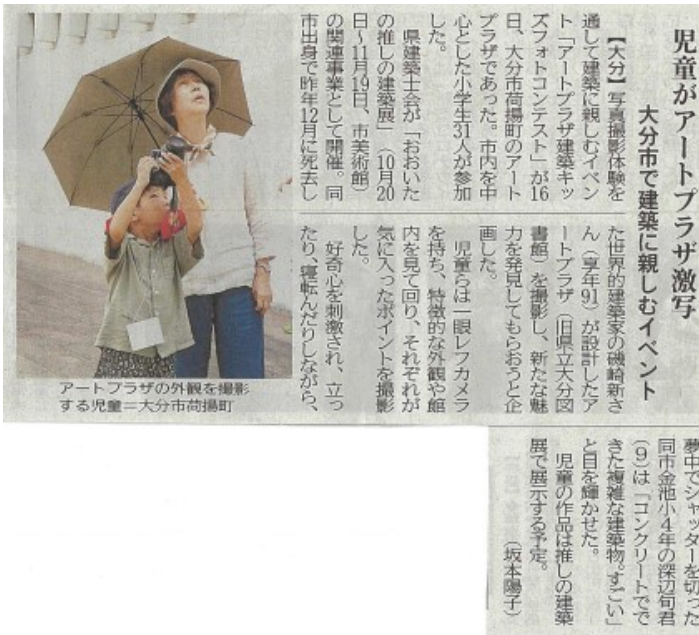 児童がアートプラザ激写
大分市で建築に親しむイベント
【大分】写真撮影体験を
通して建築に親しむイベン
ト「アートプラザ建築キッ
ズフォトコンテスト」が16
日、大分市荷揚町のアート
プラザであった。市内を中
心とした小学生31人が参加
した。
県建築士会が「おおいた
の推しの建築展」(10月20
日〜11月19日、市美術館)
の関連事業として開催。同
市出身で昨年12月に死去し
た世界的建築家の磯崎新さ
ん(享年91)が設計したア
ートプラザ(旧県立大分図
書館)を撮影し、新たな魅
力を発見してもらおうと企
画した。
児童らは一眼レフカメラ
を持ち、特徴的な外観や館
内を見て回り、それぞれが
気に入ったポイントを撮影
した。
好奇心を刺激され、立っ
たり、寝転んだりしながら、
夢中でシャッターを切った
同市金池小4年の深辺旬君
(9)は「コンクリートでで
きた複雑な建築物。すごい」
と目を輝かせた。
児童の作品は推しの建築
展で展示する予定。
(坂本陽子)
アートプラザの外観を撮影
する児童=大分市荷揚町